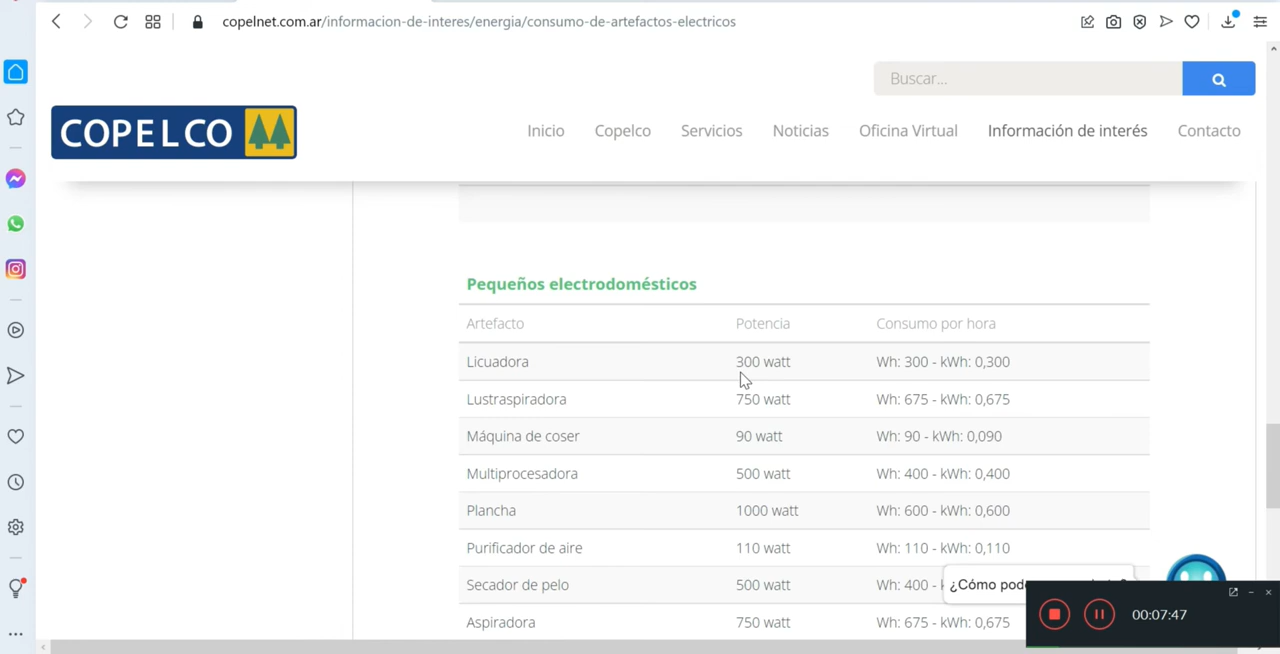 copelnet.com.ar/informacion-de-interes/energia/consumo-de-artefactos-electricos
Buscar...
COPELCO
Inicio Copelco Servicios Noticias Oficina Virtual Información de interés Contacto
Pequeños electrodomésticos
Artefacto Potencia Consumo por hora
Licuadora 300 watt Wh: 300 - kWh: 0,300
Lustraspiradora 750 watt Wh: 675 - kWh: 0,675
Máquina de coser 90 watt Wh: 90 - kWh: 0,090
Multiprocesadora 500 watt Wh: 400 - kWh: 0,400
Plancha 1000 watt Wh: 600 - kWh: 0,600
Purificador de aire 110 watt Wh: 110 - kWh: 0,110
Secador de pelo 500 watt Wh: 400 -
¿Cómo
Aspiradora 750 watt Wh: 675 - kWh: 0,675
00:07:47